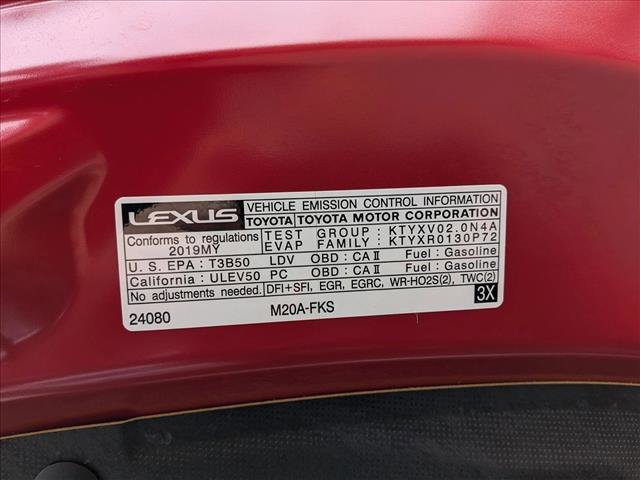 LEXUS
VEHICLE EMISSION CONTROL INFORMATION
TOYOTA TOYOTA MOTOR CORPORATION
Conforms to regulations
2019MY
TEST GROUP: KTYXV02.0N4A
EVAP FAMILY: KTYXR0130P72
U.S. EPA : T3B50 LDV OBD : CA II Fuel : Gasoline
California : ULEV50 PC OBD : CA II Fuel : Gasoline
No adjustments needed. DFI+SFI, EGR, EGRC, WR-HO2S(2), TWC(2)
24080 M20A-FKS 3X